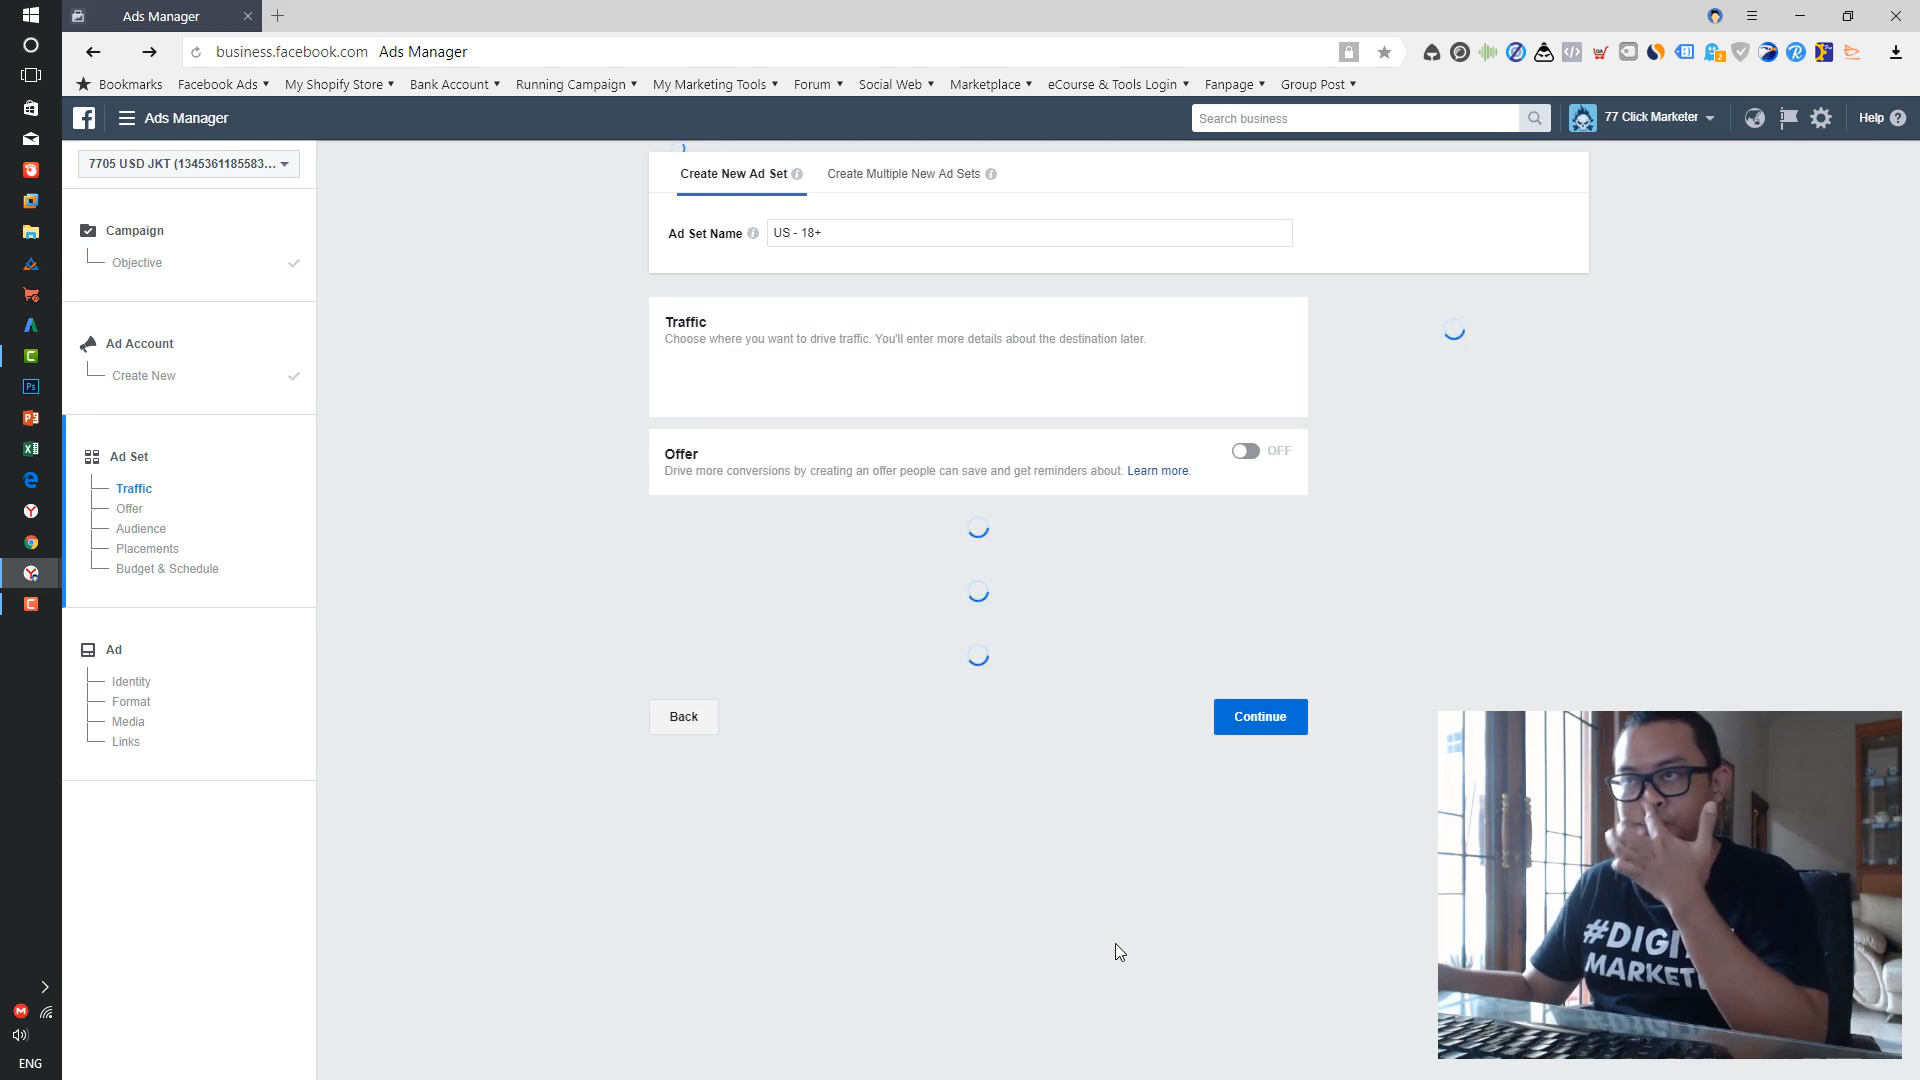 Ads Manager
business.facebook.com Ads Manager
Bookmarks Facebook Ads My Shopify Store Bank Account Running Campaign My Marketing Tools Forum Social Web Marketplace eCourse & Tools Login Fanpage Group Post
Ads Manager
Search business
77 Click Marketer
Help
7705 USD JKT (1345361185583...
Campaign
Objective
Ad Account
Create New
Ad Set
Traffic
Offer
Audience
Placements
Budget & Schedule
Ad
Identity
Format
Media
Links
Create New Ad Set Create Multiple New Ad Sets
Ad Set Name US - 18+
Traffic
Choose where you want to drive traffic. You'll enter more details about the destination later.
Offer
OFF
Drive more conversions by creating an offer people can save and get reminders about. Learn more.
Back
Continue
#DIGI
MARKET
ENG